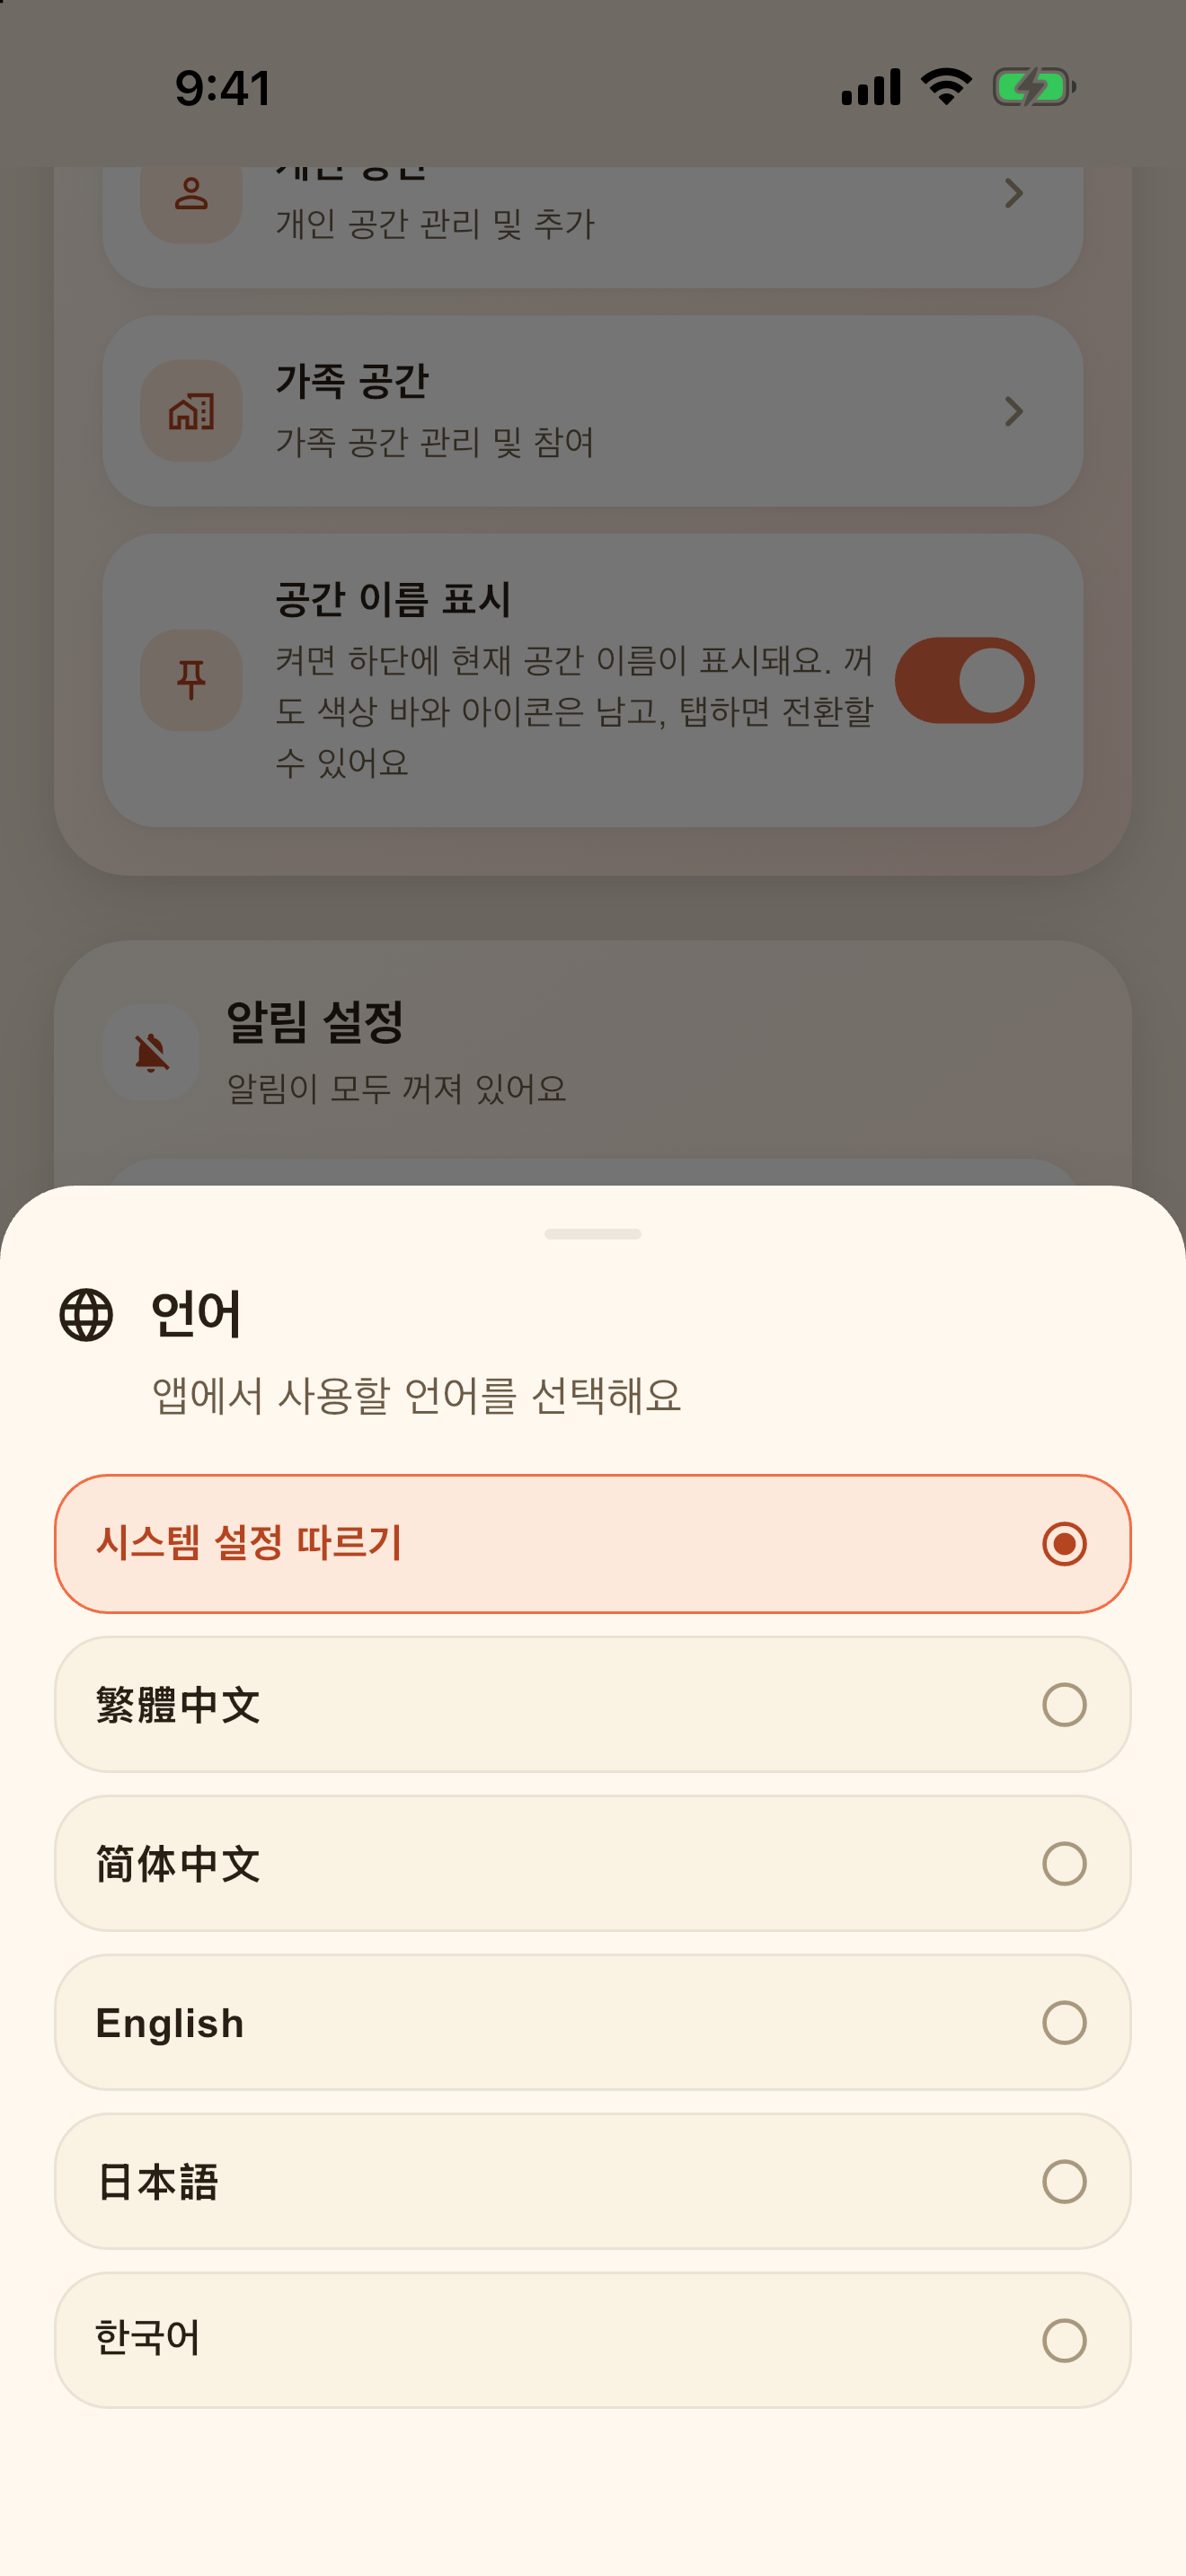 9:41
개인 공간 관리 및 추가
가족 공간
가족 공간 관리 및 참여
공간 이름 표시
켜면 하단에 현재 공간 이름이 표시돼요. 꺼
도 색상 바와 아이콘은 남고, 탭하면 전환할
수 있어요
알림 설정
알림이 모두 꺼져 있어요
언어
앱에서 사용할 언어를 선택해요
시스템 설정 따르기
繁體中文
简体中文
English
日本語
한국어